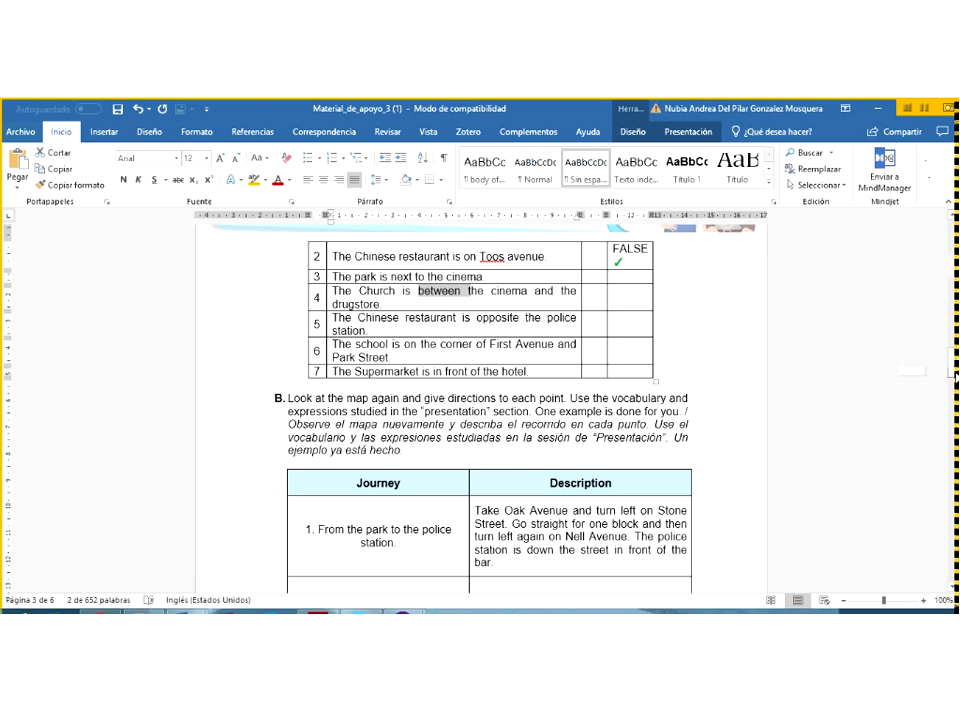 Autoguardado
Material_de_apoyo_3 (1) - Modo de compatibilidad
Herra...
Nubia Andrea Del Pilar Gonzalez Mosquera
Archivo Inicio Insertar Diseño Formato Referencias Correspondencia Revisar Vista Zotero Complementos Ayuda Diseño Presentación ¿Qué desea hacer? Compartir
Pegar
Cortar
Copiar
Copiar formato
Portapapeles
Arial 12 Aa
N K S abc x x A A
Fuente
Párrafo
AaBbCc AaBbCcDc AaBbCcDc AaBbCc AaBbCc AaB
¶ body of... ¶ Normal ¶ Sin espa... Texto inde... Título 1 Título
Estilos
Buscar
Reemplazar
Seleccionar
Edición
Enviar a
MindManager
Mindjet
2 The Chinese restaurant is on Toos avenue. FALSE ✓
3 The park is next to the cinema.
4 The Church is between the cinema and the
drugstore.
5 The Chinese restaurant is opposite the police
station.
6 The school is on the corner of First Avenue and
Park Street.
7 The Supermarket is in front of the hotel.
B. Look at the map again and give directions to each point. Use the vocabulary and
expressions studied in the "presentation" section. One example is done for you. /
Observe el mapa nuevamente y describa el recorrido en cada punto. Use el
vocabulario y las expresiones estudiadas en la sesión de "Presentación". Un
ejemplo ya está hecho.
Journey Description
1. From the park to the police
station.
Take Oak Avenue and turn left on Stone
Street. Go straight for one block and then
turn left again on Nell Avenue. The police
station is down the street in front of the
bar.
Página 3 de 6 2 de 652 palabras Inglés (Estados Unidos) 100%